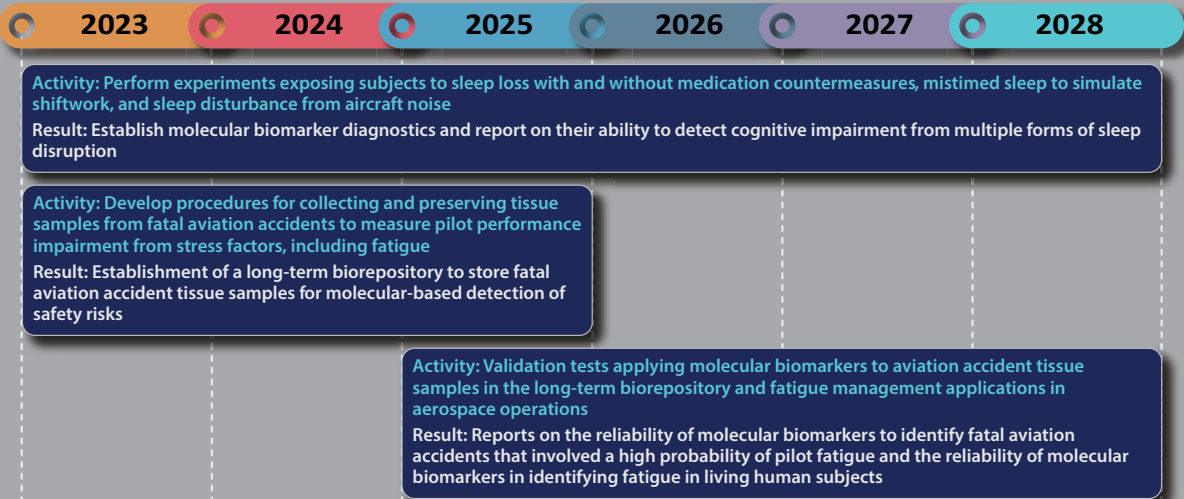 2023 2024 2025 2026 2027 2028
Activity: Perform experiments exposing subjects to sleep loss with and without medication countermeasures, mistimed sleep to simulate
shiftwork, and sleep disturbance from aircraft noise
Result: Establish molecular biomarker diagnostics and report on their ability to detect cognitive impairment from multiple forms of sleep
disruption
Activity: Develop procedures for collecting and preserving tissue
samples from fatal aviation accidents to measure pilot performance
impairment from stress factors, including fatigue
Result: Establishment of a long-term biorepository to store fatal
aviation accident tissue samples for molecular-based detection of
safety risks
Activity: Validation tests applying molecular biomarkers to aviation accident tissue
samples in the long-term biorepository and fatigue management applications in
aerospace operations
Result: Reports on the reliability of molecular biomarkers to identify fatal aviation
accidents that involved a high probability of pilot fatigue and the reliability of molecular
biomarkers in identifying fatigue in living human subjects